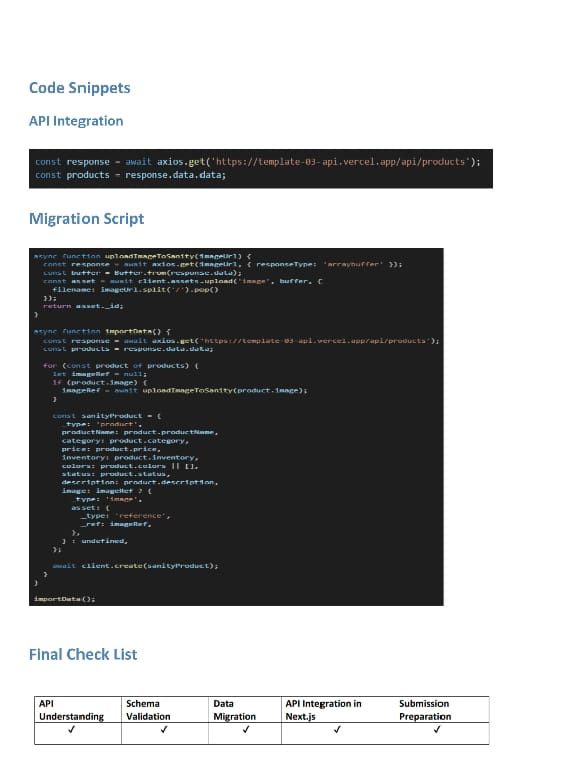 Code Snippets
API Integration
const response = await axios.get('https://template-03-api.vercel.app/api/products');
const products = response.data.data;
Migration Script
async function uploadImageToSanity(imageUrl) {
const response = await axios.get(imageUrl, { responseType: 'arraybuffer' });
const buffer = Buffer.from(response.data);
const asset = await client.assets.upload('image', buffer, {
filename: imageUrl.split('/').pop()
});
return asset._id;
}
async function importData() {
const response = await axios.get('https://template-03-api.vercel.app/api/products');
const products = response.data.data;
for (const product of products) {
let imageRef = null;
if (product.image) {
imageRef = await uploadImageToSanity(product.image);
}
const sanityProduct = {
_type: 'product',
productName: product.productName,
category: product.category,
price: product.price,
inventory: product.inventory,
colors: product.colors || [],
status: product.status,
description: product.description,
image: imageRef ? {
_type: 'image',
asset: {
_type: 'reference',
_ref: imageRef,
},
} : undefined,
};
await client.create(sanityProduct);
}
}
importData();
Final Check List
API Understanding Schema Validation Data Migration API Integration in Next.js Submission Preparation
✓ ✓ ✓ ✓ ✓